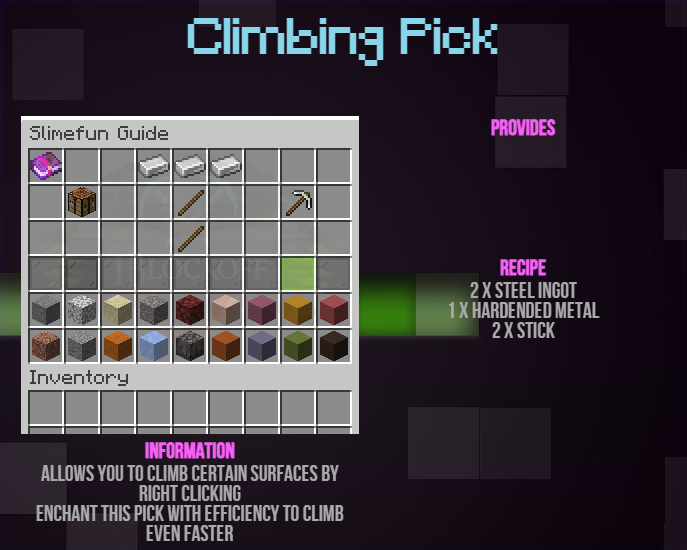 Climbing Pick
Slimefun Guide
PROVIDES
RECIPE
2 X STEEL INGOT
1 X HARDENDED METAL
2 X STICK
Inventory
INFORMATION
ALLOWS YOU TO CLIMB CERTAIN SURFACES BY
RIGHT CLICKING
ENCHANT THIS PICK WITH EFFICIENCY TO CLIMB
EVEN FASTER